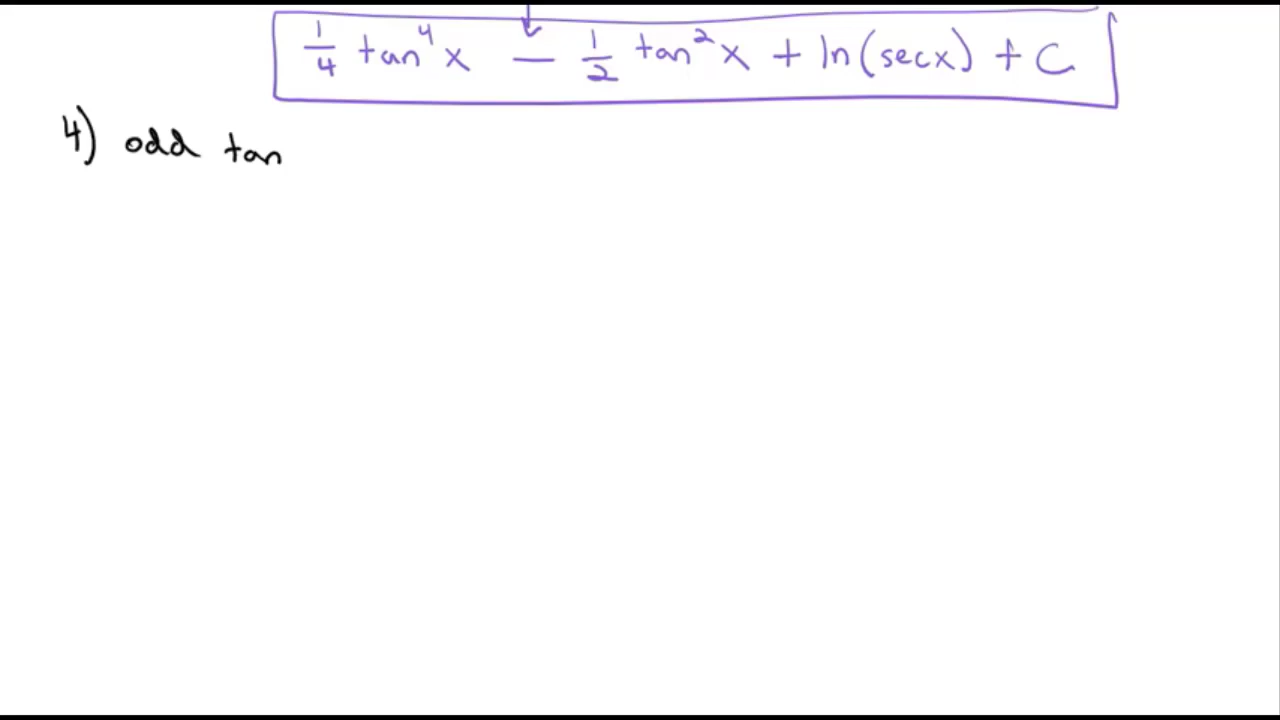 1/4 tan⁴x − 1/2 tan²x + ln(secx) + C
4) odd tan